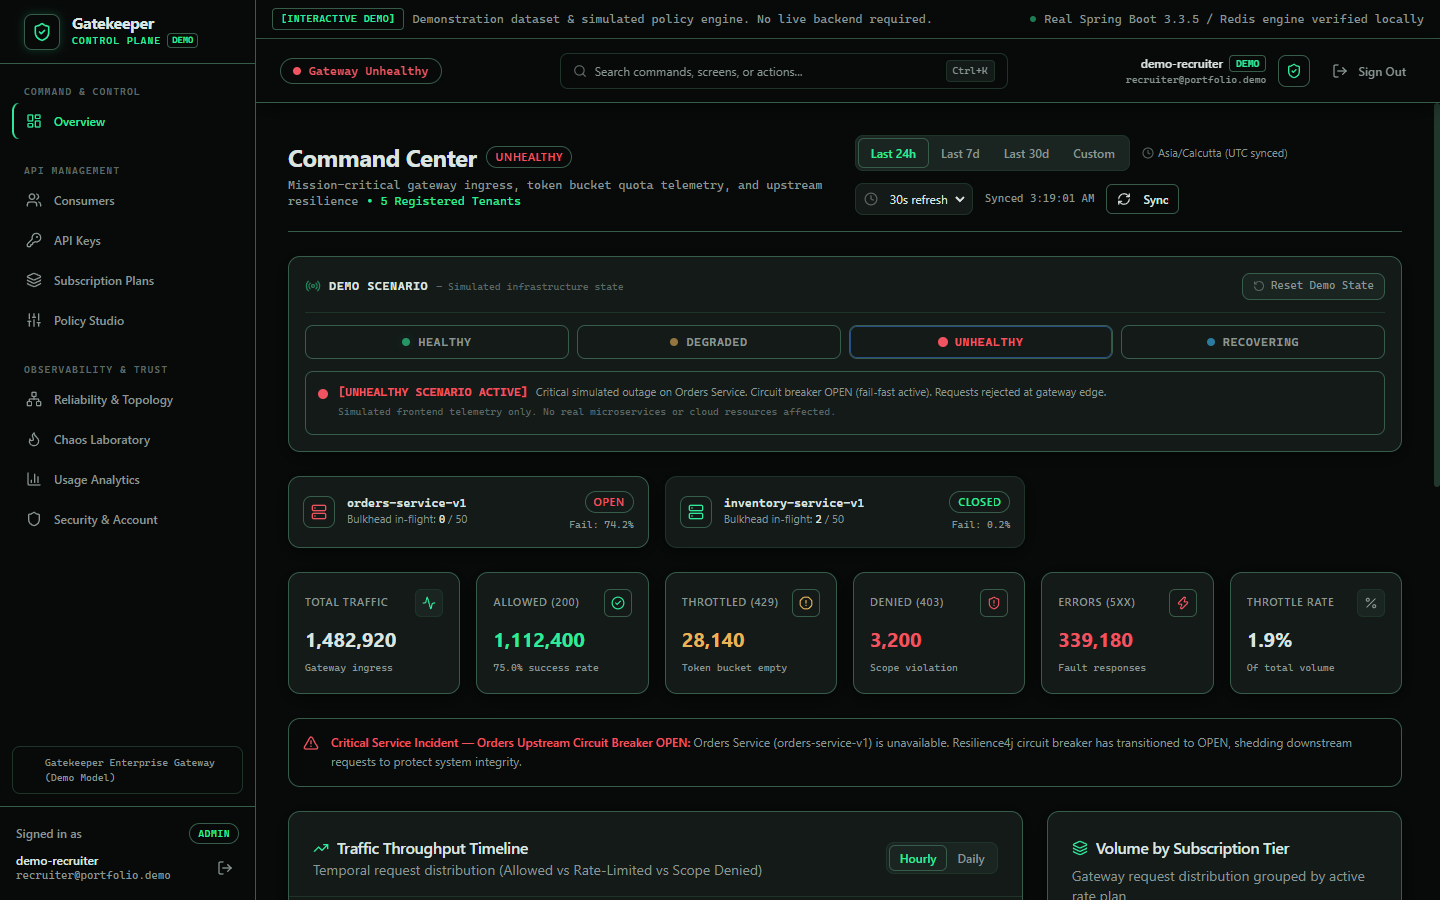 Gatekeeper
CONTROL PLANE DEMO
COMMAND & CONTROL
Overview
API MANAGEMENT
Consumers
API Keys
Subscription Plans
Policy Studio
OBSERVABILITY & TRUST
Reliability & Topology
Chaos Laboratory
Usage Analytics
Security & Account
Gatekeeper Enterprise Gateway
(Demo Model)
Signed in as ADMIN
demo-recruiter
recruiter@portfolio.demo
[INTERACTIVE DEMO] Demonstration dataset & simulated policy engine. No live backend required.
Real Spring Boot 3.3.5 / Redis engine verified locally
Gateway Unhealthy
Search commands, screens, or actions... Ctrl+K
demo-recruiter DEMO
recruiter@portfolio.demo
Sign Out
Command Center UNHEALTHY
Mission-critical gateway ingress, token bucket quota telemetry, and upstream
resilience • 5 Registered Tenants
Last 24h Last 7d Last 30d Custom
Asia/Calcutta (UTC synced)
30s refresh
Synced 3:19:01 AM
Sync
DEMO SCENARIO — Simulated infrastructure state
Reset Demo State
HEALTHY
DEGRADED
UNHEALTHY
RECOVERING
[UNHEALTHY SCENARIO ACTIVE] Critical simulated outage on Orders Service. Circuit breaker OPEN (fail-fast active). Requests rejected at gateway edge.
Simulated frontend telemetry only. No real microservices or cloud resources affected.
orders-service-v1
Bulkhead in-flight: 0 / 50
OPEN
Fail: 74.2%
inventory-service-v1
Bulkhead in-flight: 2 / 50
CLOSED
Fail: 0.2%
TOTAL TRAFFIC
1,482,920
Gateway ingress
ALLOWED (200)
1,112,400
75.0% success rate
THROTTLED (429)
28,140
Token bucket empty
DENIED (403)
3,200
Scope violation
ERRORS (5XX)
339,180
Fault responses
THROTTLE RATE
1.9%
Of total volume
Critical Service Incident — Orders Upstream Circuit Breaker OPEN: Orders Service (orders-service-v1) is unavailable. Resilience4j circuit breaker has transitioned to OPEN, shedding downstream
requests to protect system integrity.
Traffic Throughput Timeline
Temporal request distribution (Allowed vs Rate-Limited vs Scope Denied)
Hourly Daily
Volume by Subscription Tier
Gateway request distribution grouped by active
rate plan